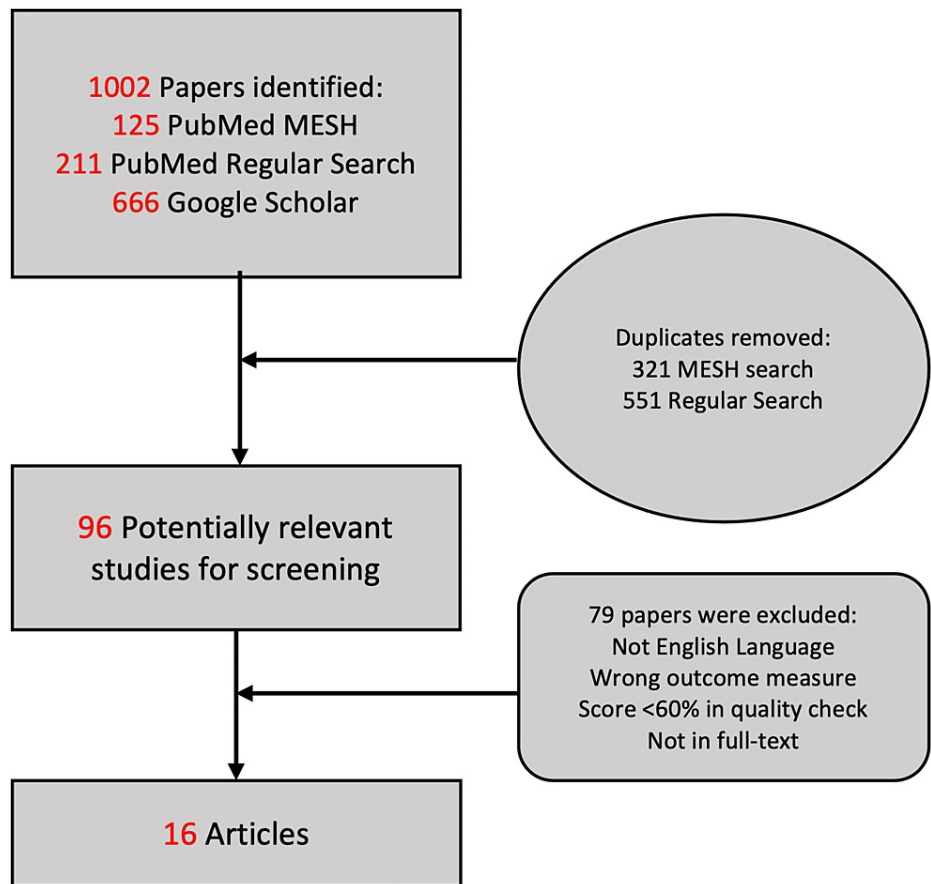 1002 Papers identified:
125 PubMed MESH
211 PubMed Regular Search
666 Google Scholar
Duplicates removed:
321 MESH search
551 Regular Search
96 Potentially relevant
studies for screening
79 papers were excluded:
Not English Language
Wrong outcome measure
Score <60% in quality check
Not in full-text
16 Articles